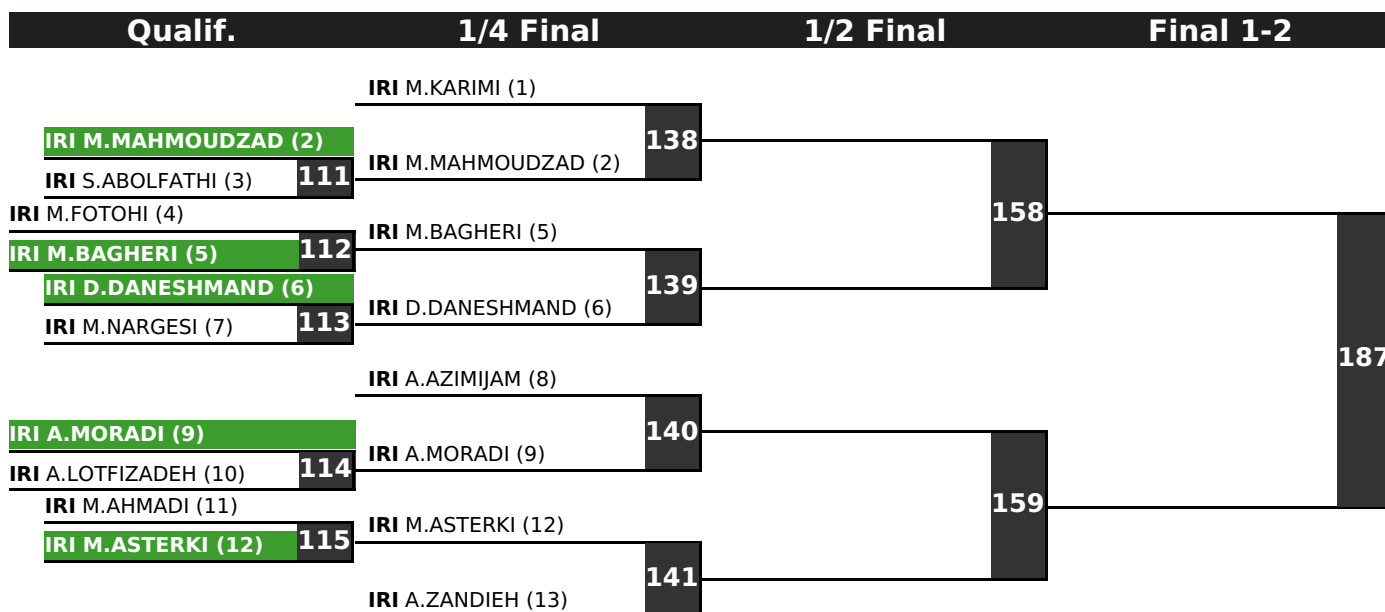 Qualif. 1/4 Final 1/2 Final Final 1-2
IRI M.KARIMI (1)
138
IRI M.MAHMOUDZAD (2)
IRI M.MAHMOUDZAD (2)
IRI S.ABOLFATHI (3) 111
158
IRI M.FOTOHI (4)
IRI M.BAGHERI (5)
IRI M.BAGHERI (5) 112
139
IRI D.DANESHMAND (6)
IRI D.DANESHMAND (6)
IRI M.NARGESI (7) 113
187
IRI A.AZIMIJAM (8)
140
IRI A.MORADI (9)
IRI A.MORADI (9)
IRI A.LOTFIZADEH (10) 114
159
IRI M.AHMADI (11)
IRI M.ASTERKI (12)
IRI M.ASTERKI (12) 115
141
IRI A.ZANDIEH (13)